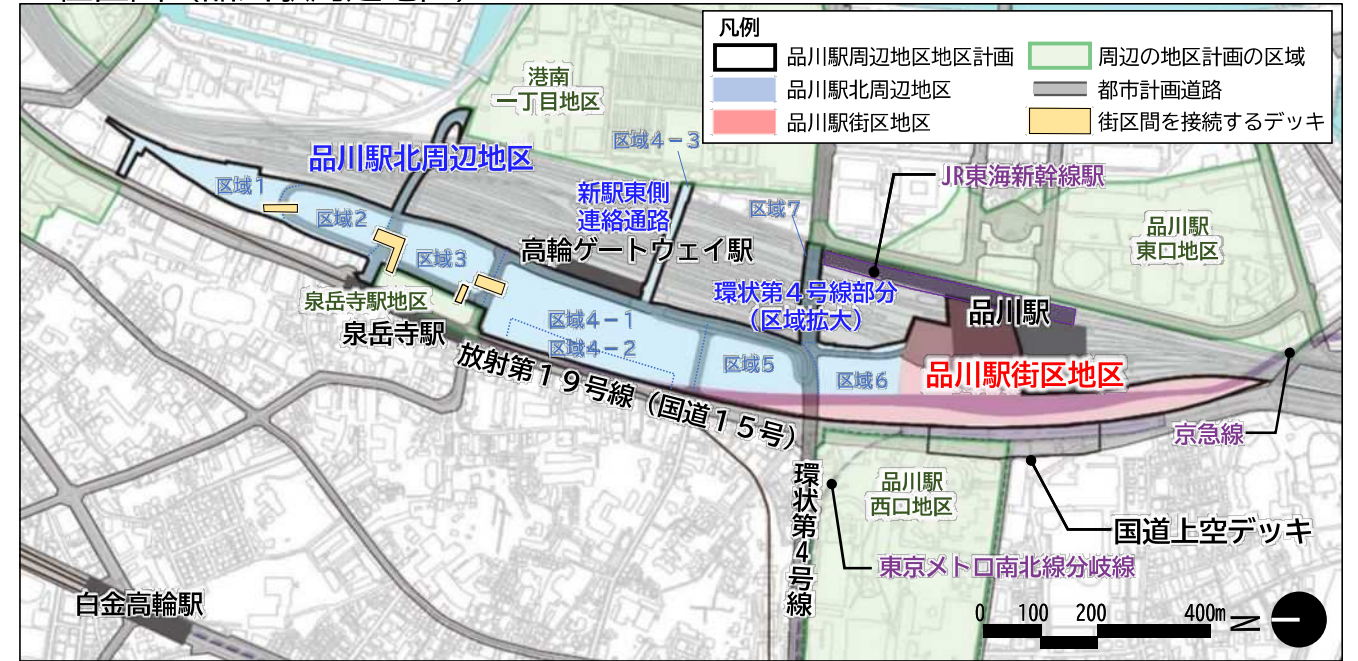 凡例
品川駅周辺地区地区計画
品川駅北周辺地区
品川駅街区地区
周辺の地区計画の区域
都市計画道路
街区間を接続するデッキ
港南
一丁目地区
区域4-3
品川駅北周辺地区
区域1
区域2
新駅東側
連絡通路
区域7
JR東海新幹線駅
品川駅
東口地区
高輪ゲートウェイ駅
区域3
環状第4号線部分
(区域拡大)
品川駅
泉岳寺駅地区
泉岳寺駅
区域4-1
区域4-2
区域5
区域6
品川駅街区地区
放射第19号線(国道15号)
京急線
環状第4号線
品川駅
西口地区
国道上空デッキ
東京メトロ南北線分岐線
白金高輪駅
0 100 200 400m
N